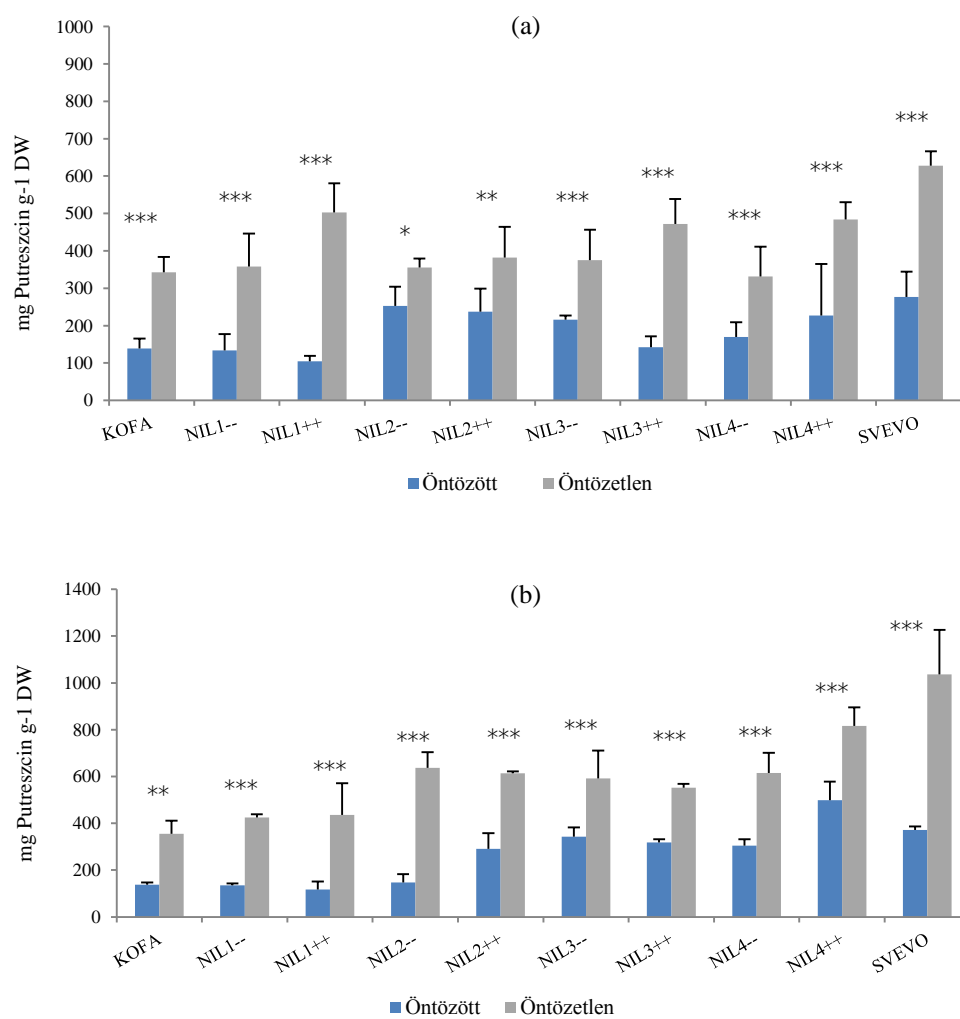 (a)
mg Putreszcin g-1 DW
1000
900
800
700
600
500
400
300
200
100
0
***
***
***
*
**
***
***
***
***
***
KOFA
NIL1--
NIL1++
NIL2--
NIL2++
NIL3--
NIL3++
NIL4--
NIL4++
SVEVO
Öntözött
Öntözetlen
(b)
mg Putreszcin g-1 DW
1400
1200
1000
800
600
400
200
0
**
***
***
***
***
***
***
***
***
***
KOFA
NIL1--
NIL1++
NIL2--
NIL2++
NIL3--
NIL3++
NIL4--
NIL4++
SVEVO
Öntözött
Öntözetlen